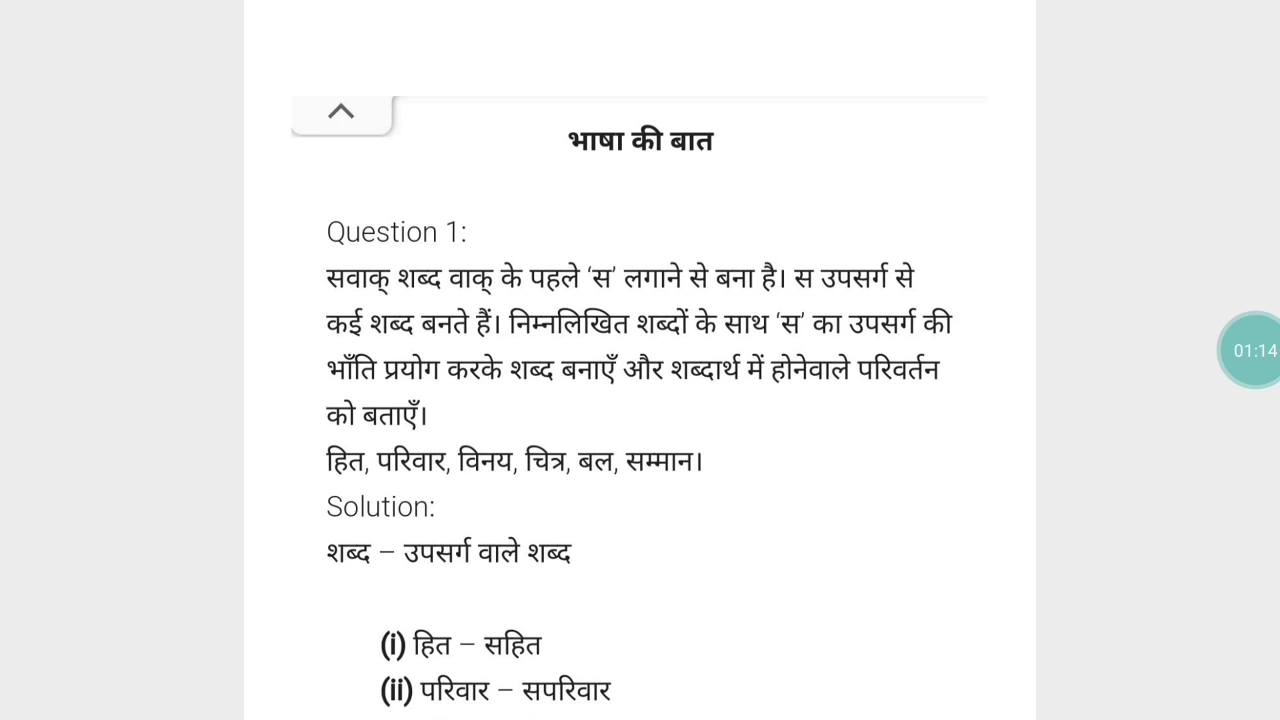 भाषा की बात
Question 1:
सवाक् शब्द वाक् के पहले ‘स’ लगाने से बना है। स उपसर्ग से
कई शब्द बनते हैं। निम्नलिखित शब्दों के साथ ‘स’ का उपसर्ग की
भाँति प्रयोग करके शब्द बनाएँ और शब्दार्थ में होनेवाले परिवर्तन
को बताएँ।
हित, परिवार, विनय, चित्र, बल, सम्मान।
Solution:
शब्द – उपसर्ग वाले शब्द
(i) हित – सहित
(ii) परिवार – सपरिवार
01:14